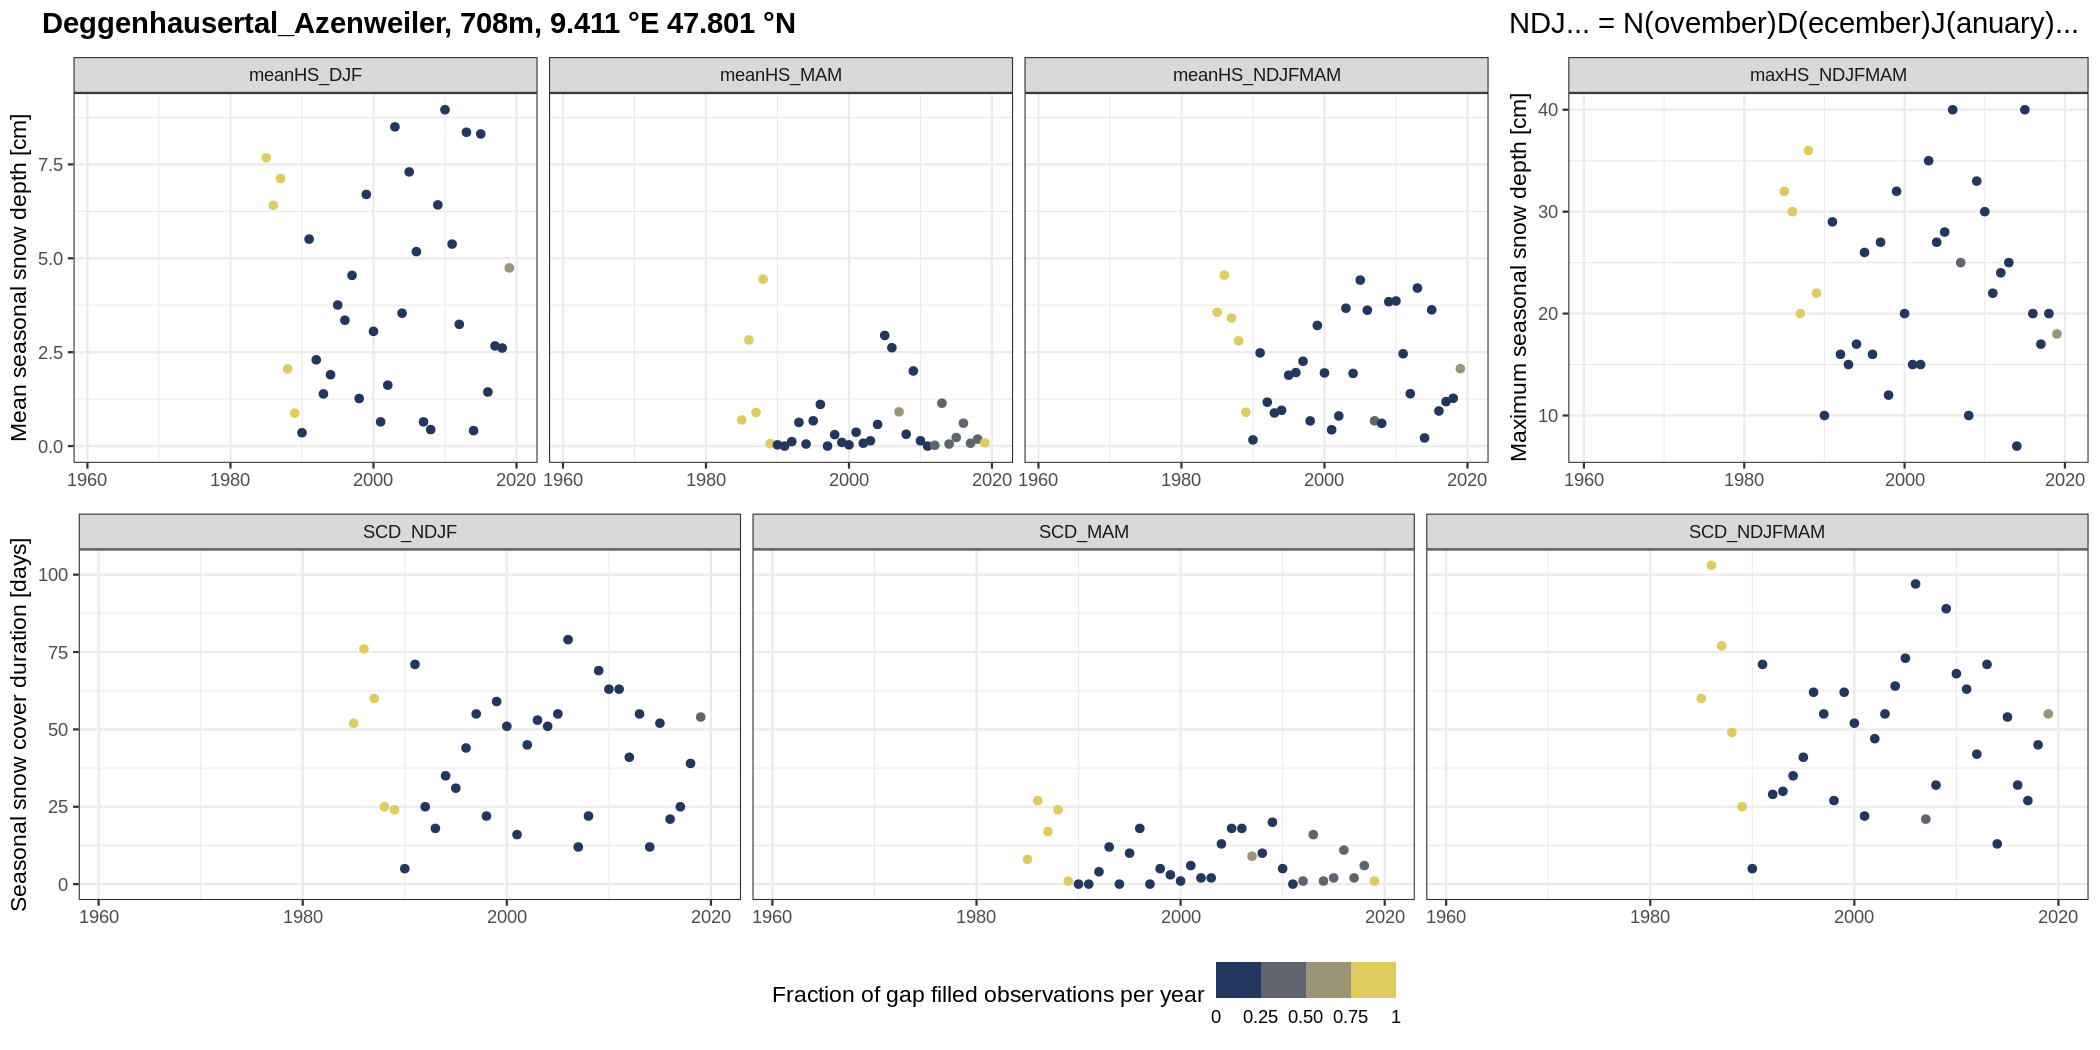 Deggenhausertal_Azenweiler, 708m, 9.411 °E 47.801 °N
NDJ... = N(ovember)D(ecember)J(anuary)...
meanHS_DJF
meanHS_MAM
meanHS_NDJFMAM
maxHS_NDJFMAM
Mean seasonal snow depth [cm]
7.5
5.0
2.5
0.0
1960 1980 2000 2020
1960 1980 2000 2020
1960 1980 2000 2020
Maximum seasonal snow depth [cm]
40
30
20
10
1960 1980 2000 2020
SCD_NDJF
SCD_MAM
SCD_NDJFMAM
Seasonal snow cover duration [days]
100
75
50
25
0
1960 1980 2000 2020
1960 1980 2000 2020
1960 1980 2000 2020
Fraction of gap filled observations per year
0 0.25 0.50 0.75 1